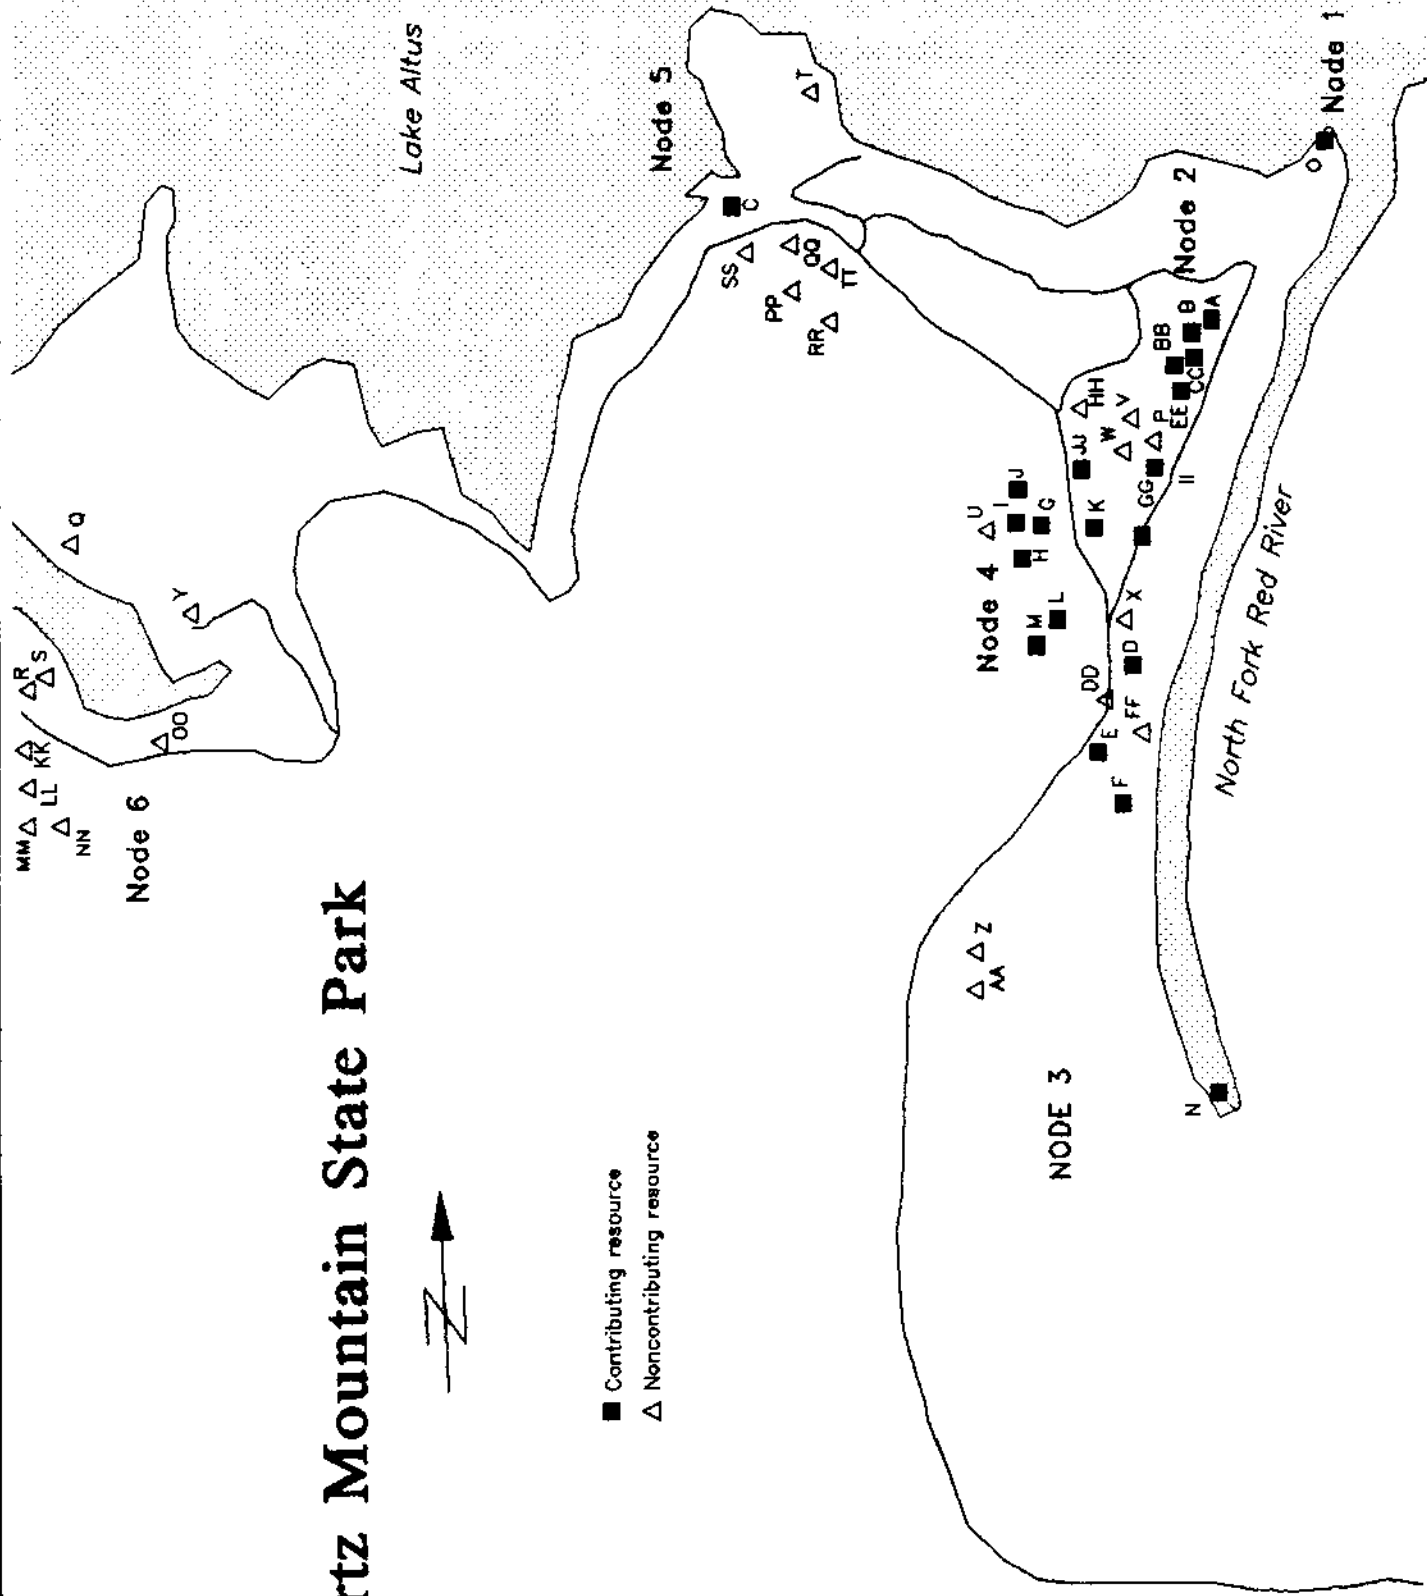 rtz Mountain State Park
N
Contributing resource
Noncontributing resource
Lake Altus
Node 5
Node 1
Node 2
Node 4
Node 6
NODE 3
North Fork Red River
T
C
SS
QQ
TT
PP
RR
O
B
A
BB
CC
EE
HH
V
P
W
JJ
GG
II
K
J
I
U
G
H
L
M
X
D
DD
FF
E
F
Z
AA
N
Q
Y
S
R
OO
KK
LL
MM
NN